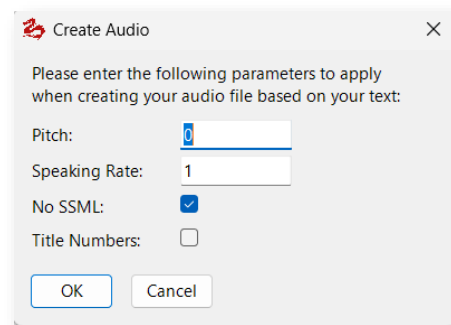 Create Audio
Please enter the following parameters to apply
when creating your audio file based on your text:
Pitch: 0
Speaking Rate: 1
No SSML:
Title Numbers:
OK Cancel